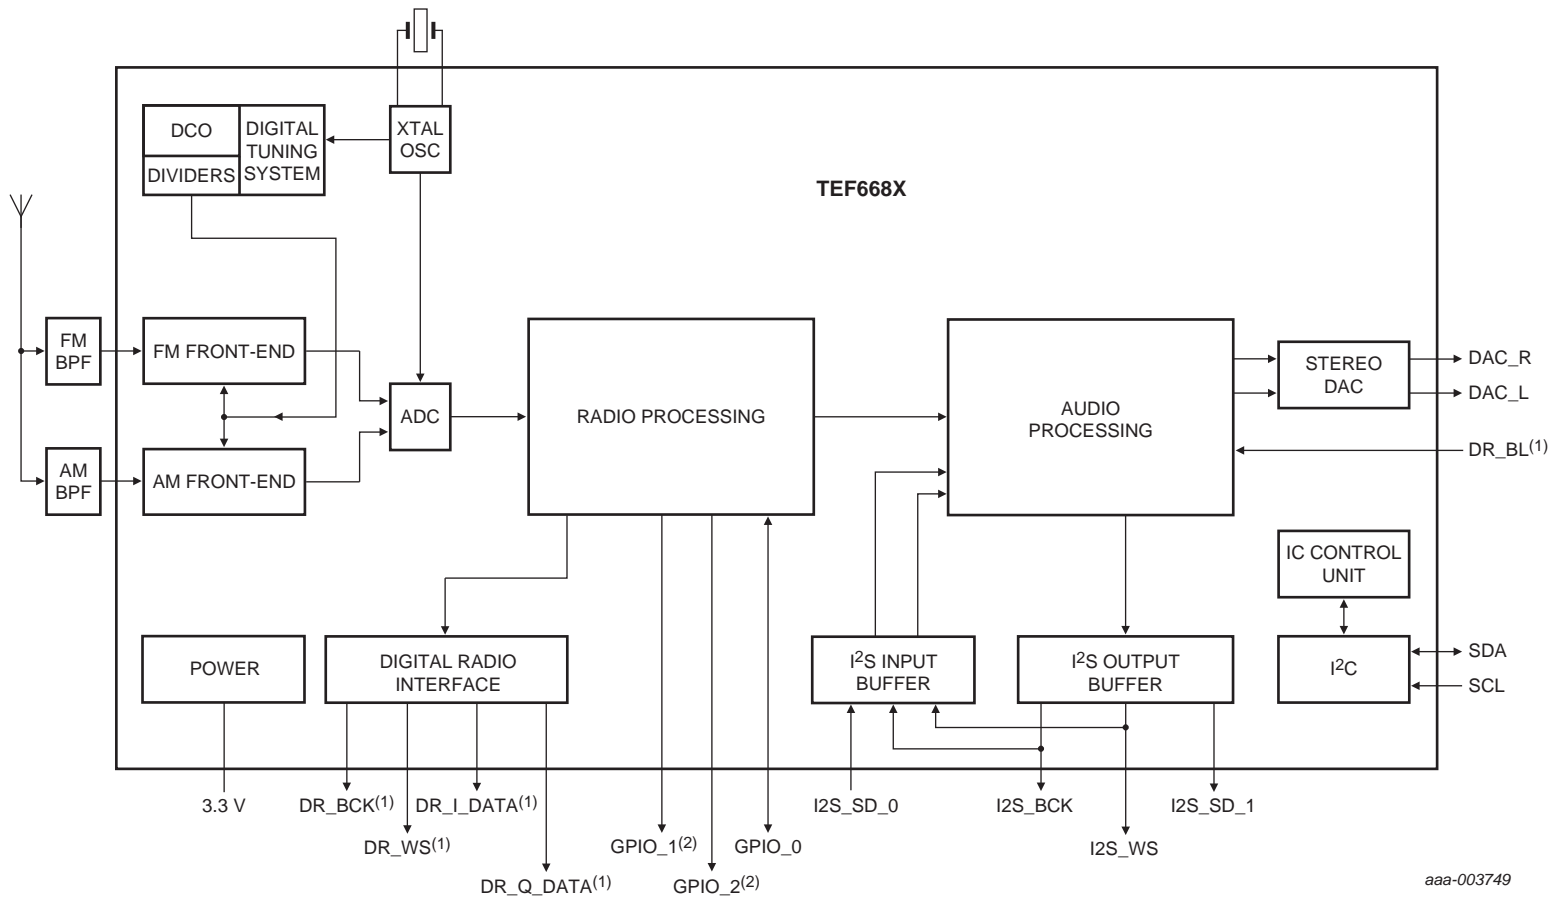 DCO
DIVIDERS
DIGITAL
TUNING
SYSTEM
XTAL
OSC
TEF668X
FM
BPF
FM FRONT-END
AM
BPF
AM FRONT-END
ADC
RADIO PROCESSING
AUDIO
PROCESSING
STEREO
DAC
DAC_R
DAC_L
DR_BL(1)
IC CONTROL
UNIT
POWER
DIGITAL RADIO
INTERFACE
I2S INPUT
BUFFER
I2S OUTPUT
BUFFER
I2C
SDA
SCL
3.3 V
DR_BCK(1)
DR_I_DATA(1)
I2S_SD_0
I2S_BCK
I2S_SD_1
DR_WS(1)
GPIO_1(2)
GPIO_0
I2S_WS
DR_Q_DATA(1)
GPIO_2(2)
aaa-003749